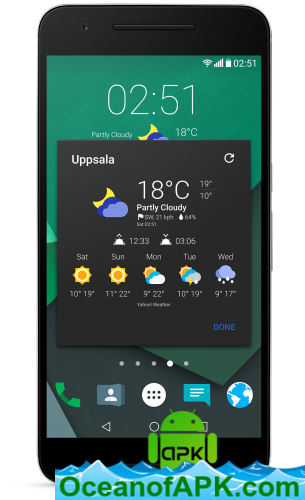 02:51
02:51
Partly Cloudy 18°C
Uppsala
18°C 19°
10°
Partly Cloudy
SW, 21 kph 64%
Sat 02:51
12:33 03:06
Sat Sun Mon Tue Wed
10° 19° 11° 22° 9° 22° 10° 19° 9° 17°
Yahoo! Weather
DONE
apk
OceanofAPK.com